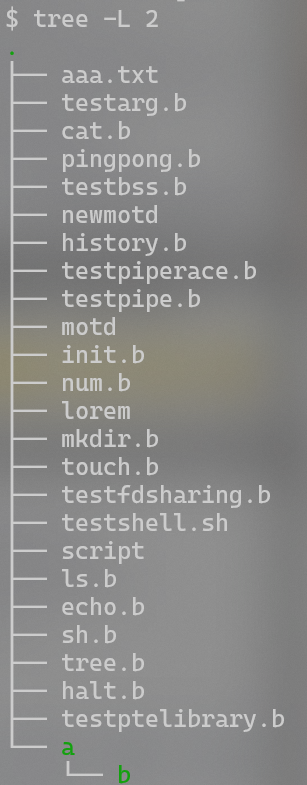 $ tree -L 2
.
├── aaa.txt
├── testarg.b
├── cat.b
├── pingpong.b
├── testbss.b
├── newmotd
├── history.b
├── testpiperace.b
├── testpipe.b
├── motd
├── init.b
├── num.b
├── lorem
├── mkdir.b
├── touch.b
├── testfdsharing.b
├── testshell.sh
├── script
├── ls.b
├── echo.b
├── sh.b
├── tree.b
├── halt.b
├── testptelibrary.b
└── a
    └── b